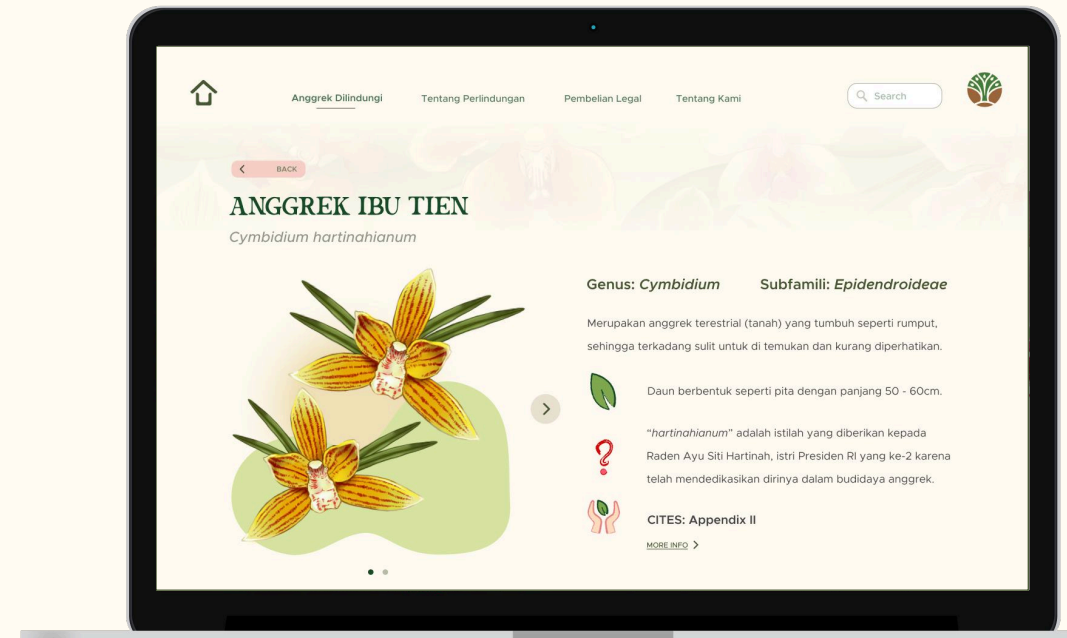 Anggrek Dilindungi
Tentang Perlindungan
Pembelian Legal
Tentang Kami
Search
BACK
ANGGREK IBU TIEN
Cymbidium hartinahianum
Genus: Cymbidium
Subfamili: Epidendroideae
Merupakan anggrek terestrial (tanah) yang tumbuh seperti rumput,
sehingga terkadang sulit untuk di temukan dan kurang diperhatikan.
Daun berbentuk seperti pita dengan panjang 50 - 60cm.
“hartinahianum” adalah istilah yang diberikan kepada
Raden Ayu Siti Hartinah, istri Presiden RI yang ke-2 karena
telah mendedikasikan dirinya dalam budidaya anggrek.
CITES: Appendix II
MORE INFO